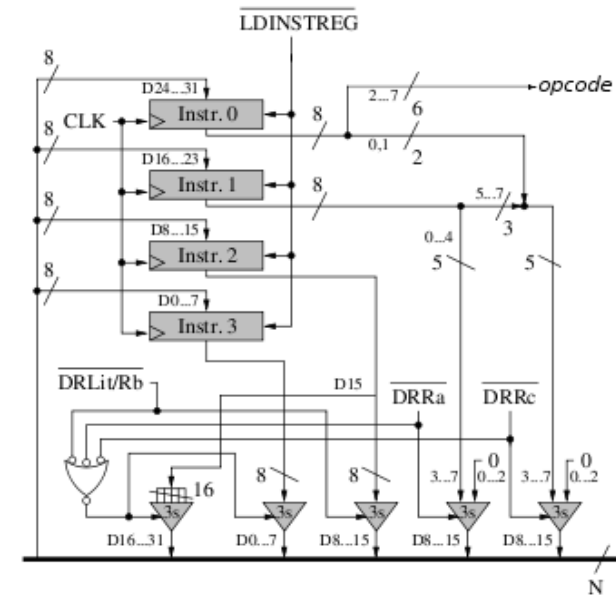 LDINSTREG
8
D24...31
2...7
6
opcode
CLK
Instr. 0
8
0,1
2
8
D16...23
Instr. 1
8
5...7
3
8
D8...15
0...4
5
5
Instr. 2
8
D0...7
Instr. 3
DRLit/Rb
D15
DRRa
DRRc
16
8
8
3...7
0
0...2
3...7
0
0...2
3s
3s
3s
3s
3s
D16...31
D0...7
D8...15
D8...15
D8...15
N